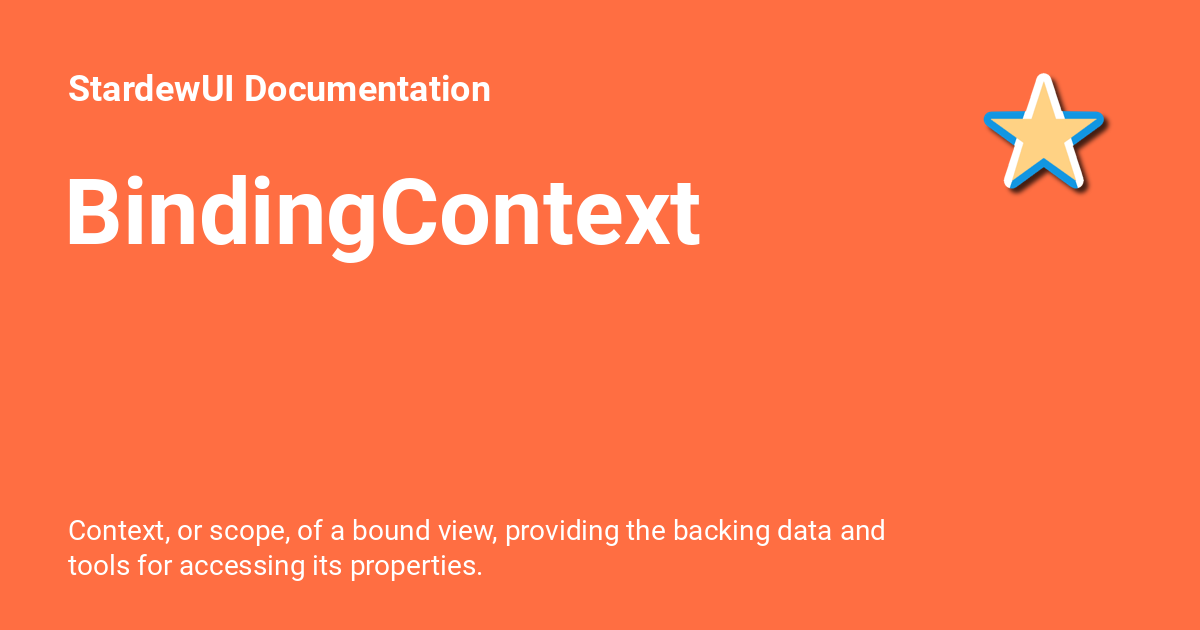 StardewUI Documentation
BindingContext
Context, or scope, of a bound view, providing the backing data and
tools for accessing its properties.